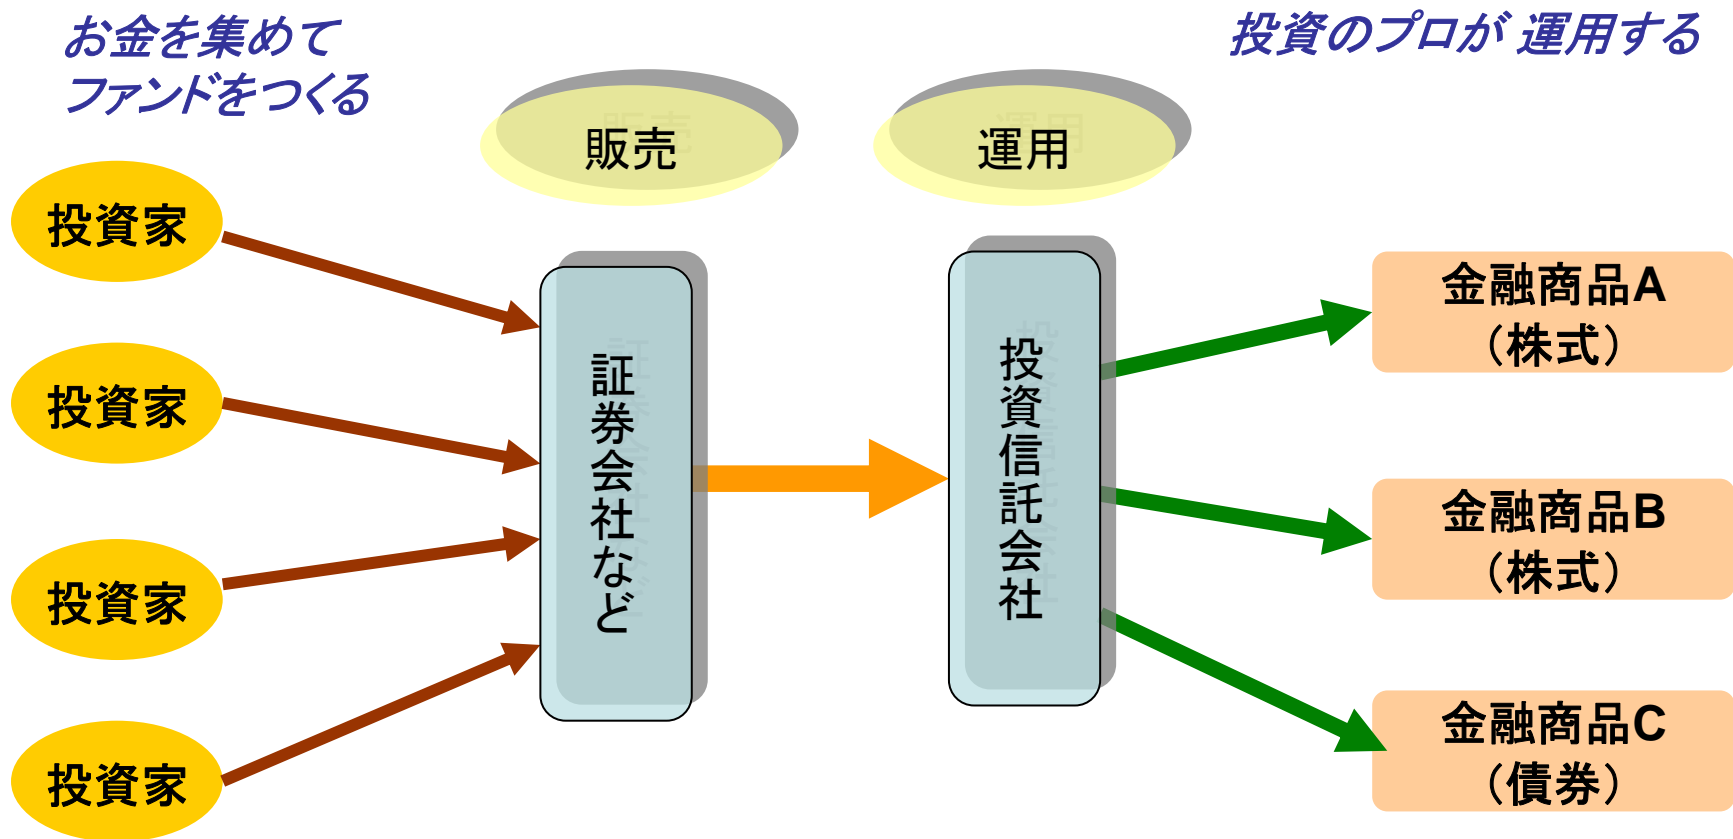 お金を集めて
ファンドをつくる
投資のプロが 運用する
販売
運用
投資家
投資家
投資家
投資家
証券会社など
投資信託会社
金融商品A
（株式）
金融商品B
（株式）
金融商品C
（債券）